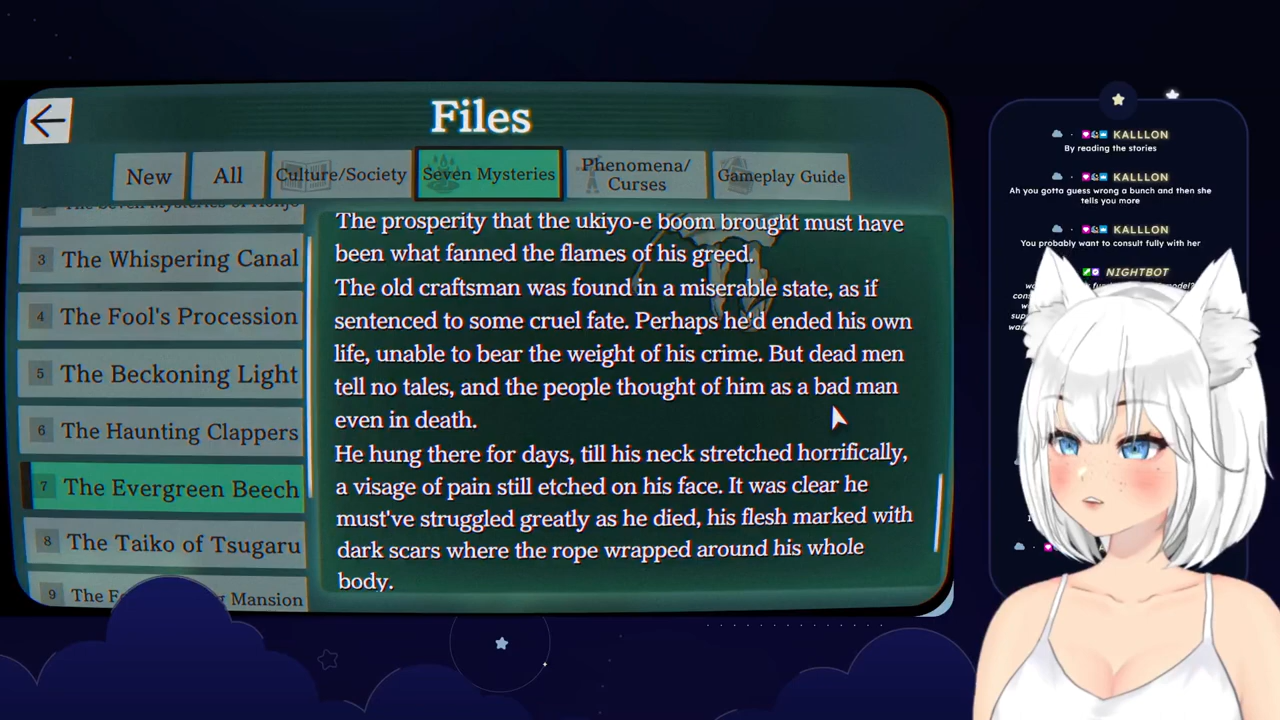 Files
New
All
Culture/Society
Seven Mysteries
Phenomena/
Curses
Gameplay Guide
The Seven Mysteries of Honjo
3 The Whispering Canal
4 The Fool's Procession
5 The Beckoning Light
6 The Haunting Clappers
7 The Evergreen Beech
8 The Taiko of Tsugaru
9 The Mansion
The prosperity that the ukiyo-e boom brought must have
been what fanned the flames of his greed.
The old craftsman was found in a miserable state, as if
sentenced to some cruel fate. Perhaps he'd ended his own
life, unable to bear the weight of his crime. But dead men
tell no tales, and the people thought of him as a bad man
even in death.
He hung there for days, till his neck stretched horrifically,
a visage of pain still etched on his face. It was clear he
must've struggled greatly as he died, his flesh marked with
dark scars where the rope wrapped around his whole
body.
KALLLON
By reading the stories
KALLLON
Ah you gotta guess wrong a bunch and then she
tells you more
KALLLON
You probably want to consult fully with her
NIGHTBOT